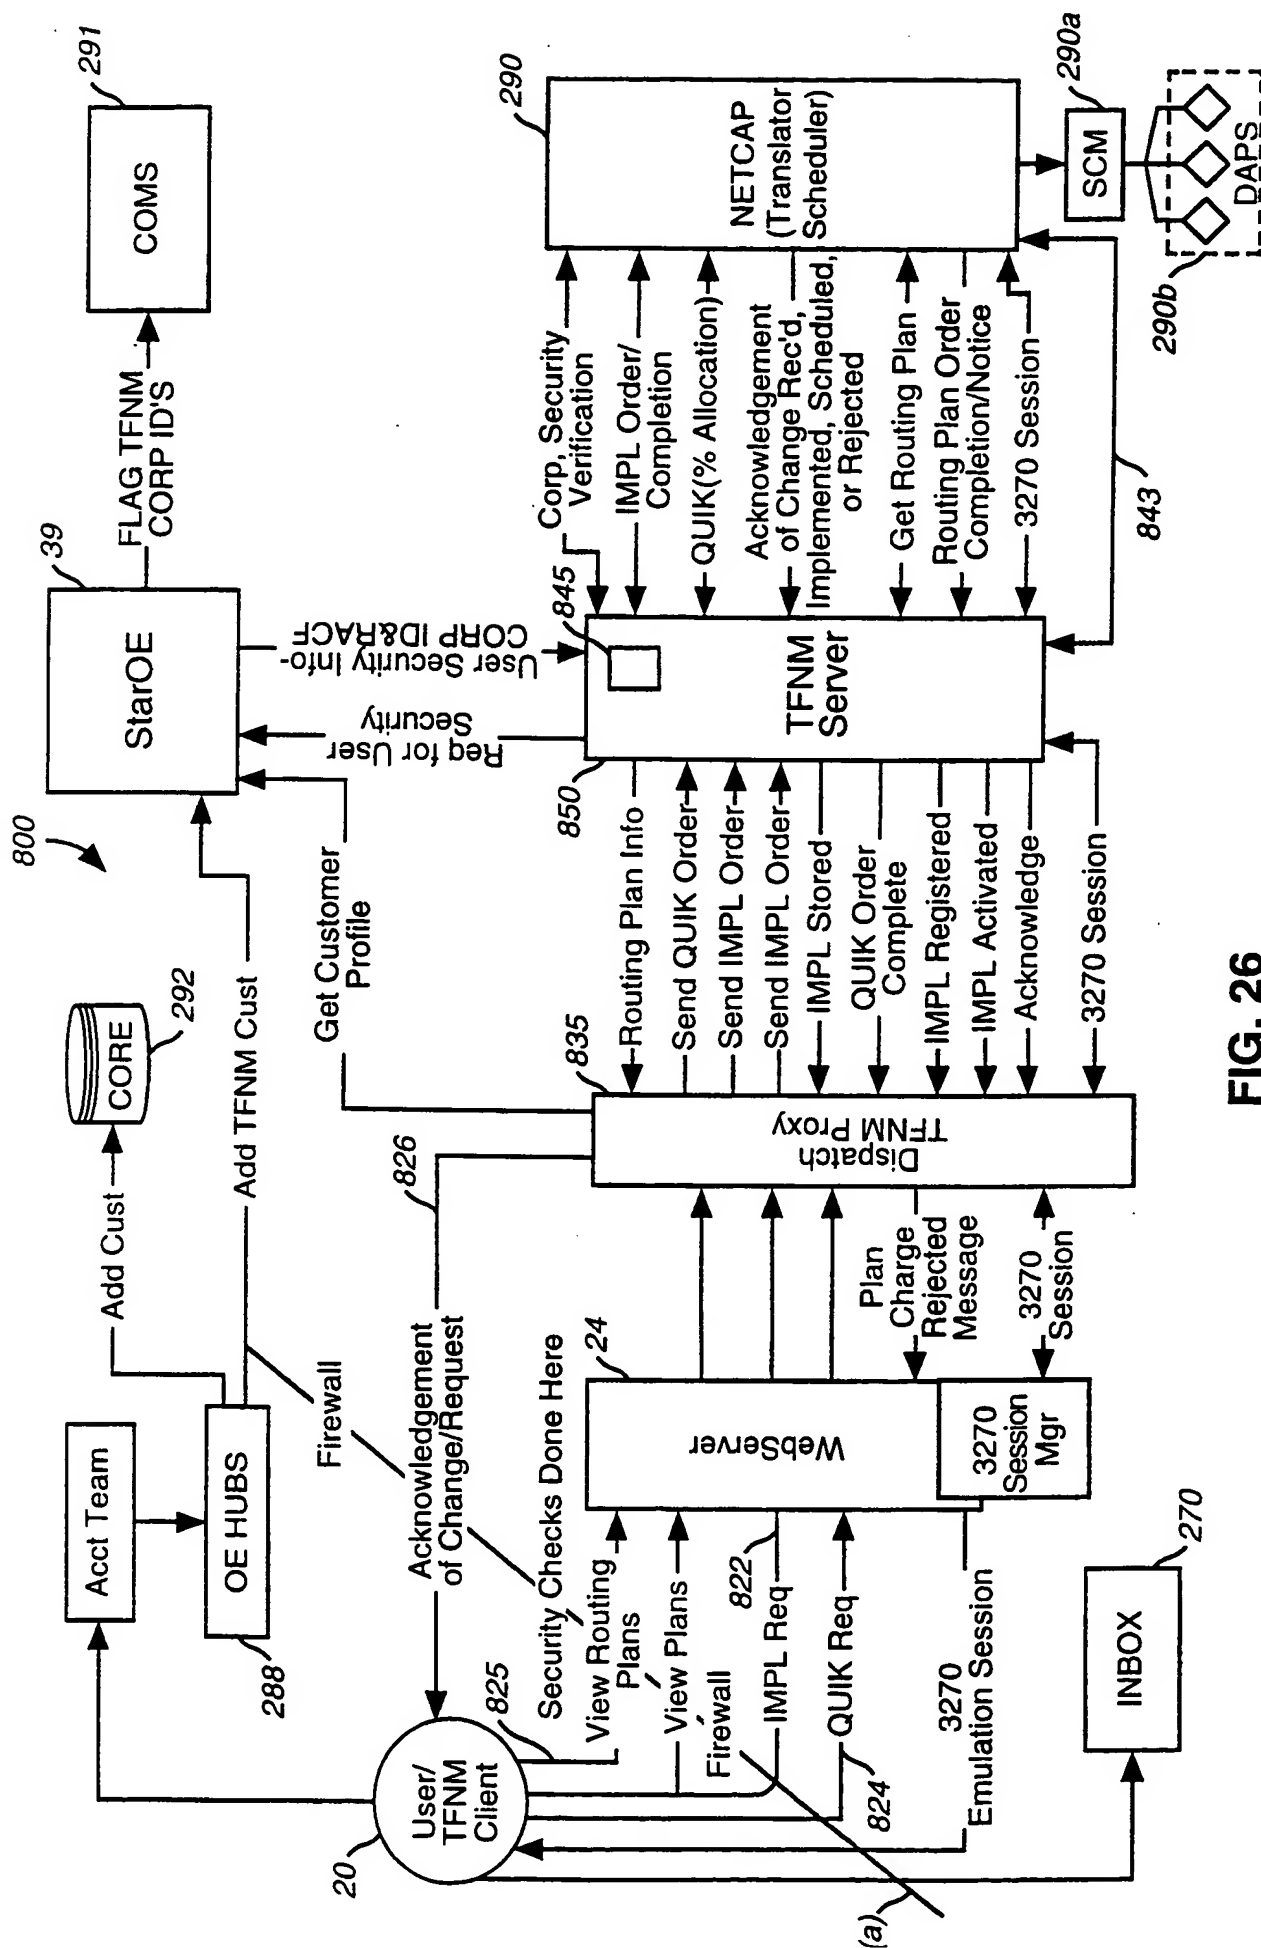 800
Acct Team
OE HUBS
288
Add Cust
CORE
292
Add TFNM Cust
StarOE
39
FLAG TFNM
CORP ID'S
COMS
291
Get Customer
Profile
Req for User
Security
User Security Info-
CORP ID&RACF
Firewall
826
Acknowledgement
of Change/Request
User/
TFNM
Client
20
Security Checks Done Here
825
View Routing
Plans
View Plans
Firewall
822
IMPL Req
QUIK Req
824
3270
Emulation Session
(a)
INBOX
270
WebServer
24
3270
Session
Mgr
Plan
Charge
Rejected
Message
3270
Session
Dispatch
TFNM Proxy
835
Routing Plan Info
Send QUIK Order
Send IMPL Order
Send IMPL Order
IMPL Stored
QUIK Order
Complete
IMPL Registered
IMPL Activated
Acknowledge
3270 Session
850
845
TFNM
Server
Corp, Security
Verification
IMPL Order/
Completion
QUIK(% Allocation)
Acknowledgement
of Change Rec'd,
Implemented, Scheduled,
or Rejected
Get Routing Plan
Routing Plan Order
Completion/Notice
3270 Session
843
NETCAP
(Translator
Scheduler)
290
SCM
290a
DAPS
290b
FIG. 26